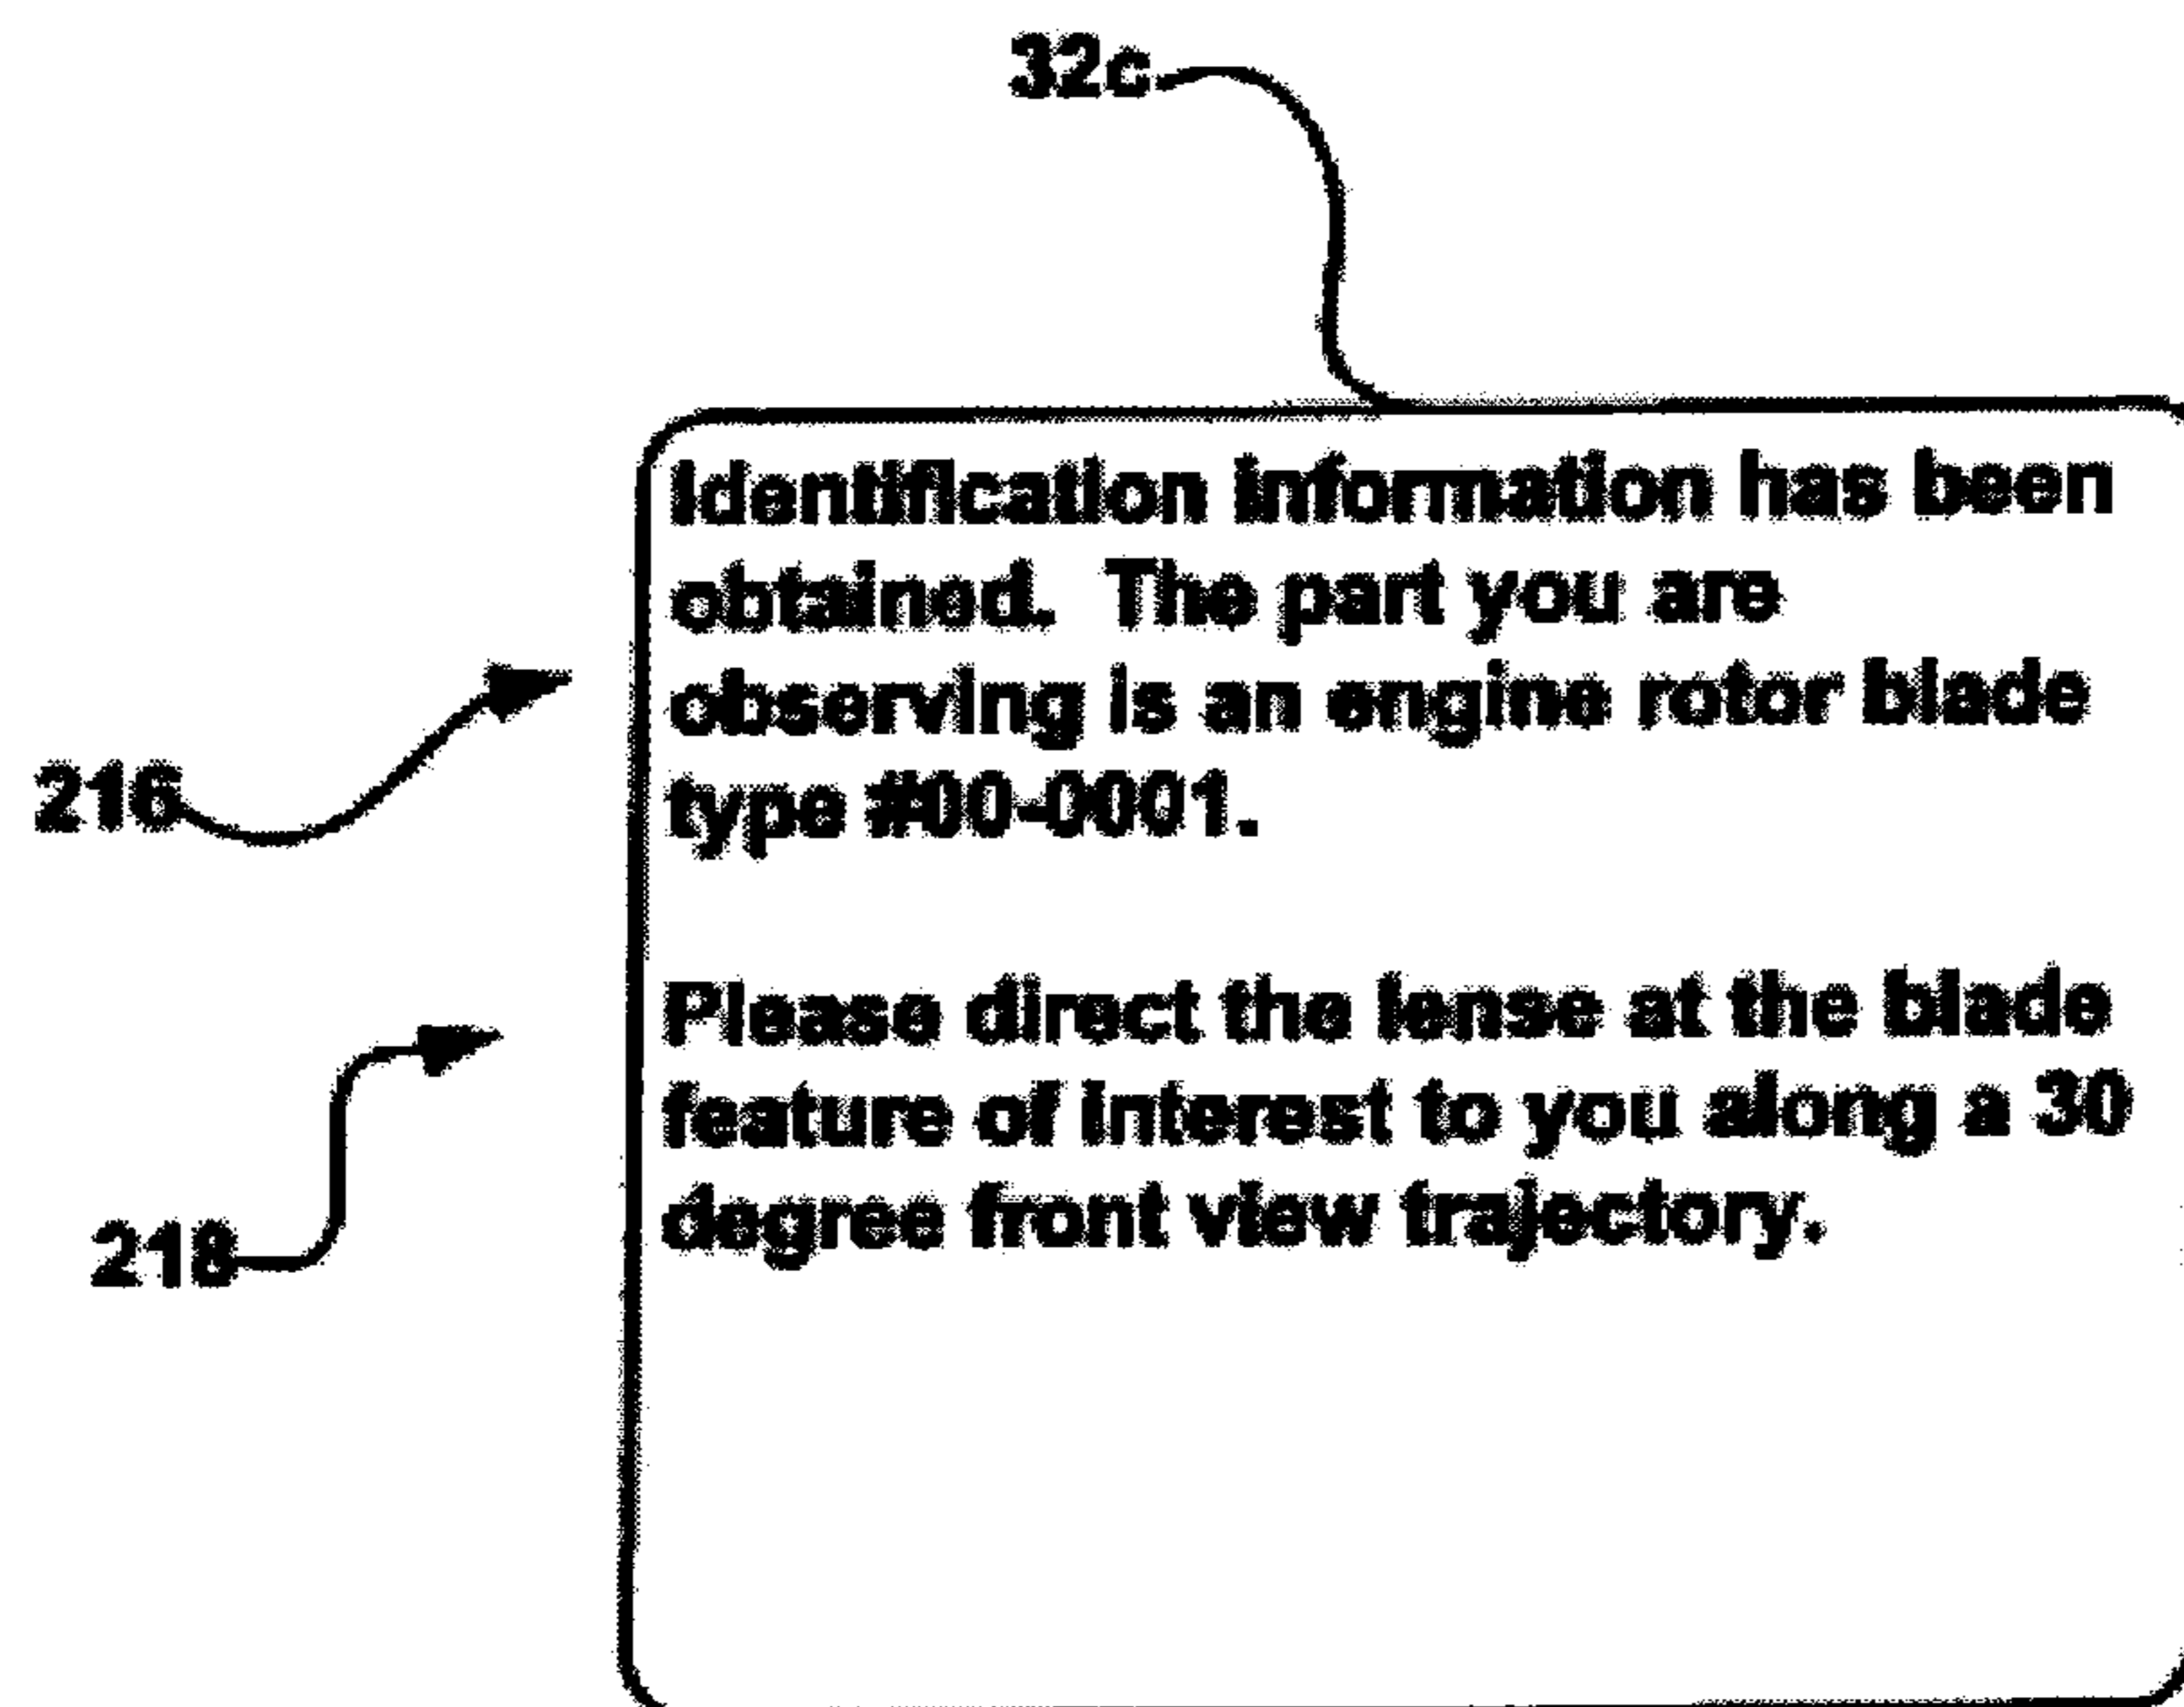 32c
Identification information has been
obtained. The part you are
observing is an engine rotor blade
type #00-0001.
216
Please direct the lense at the blade
feature of interest to you along a 30
degree front view trajectory.
218